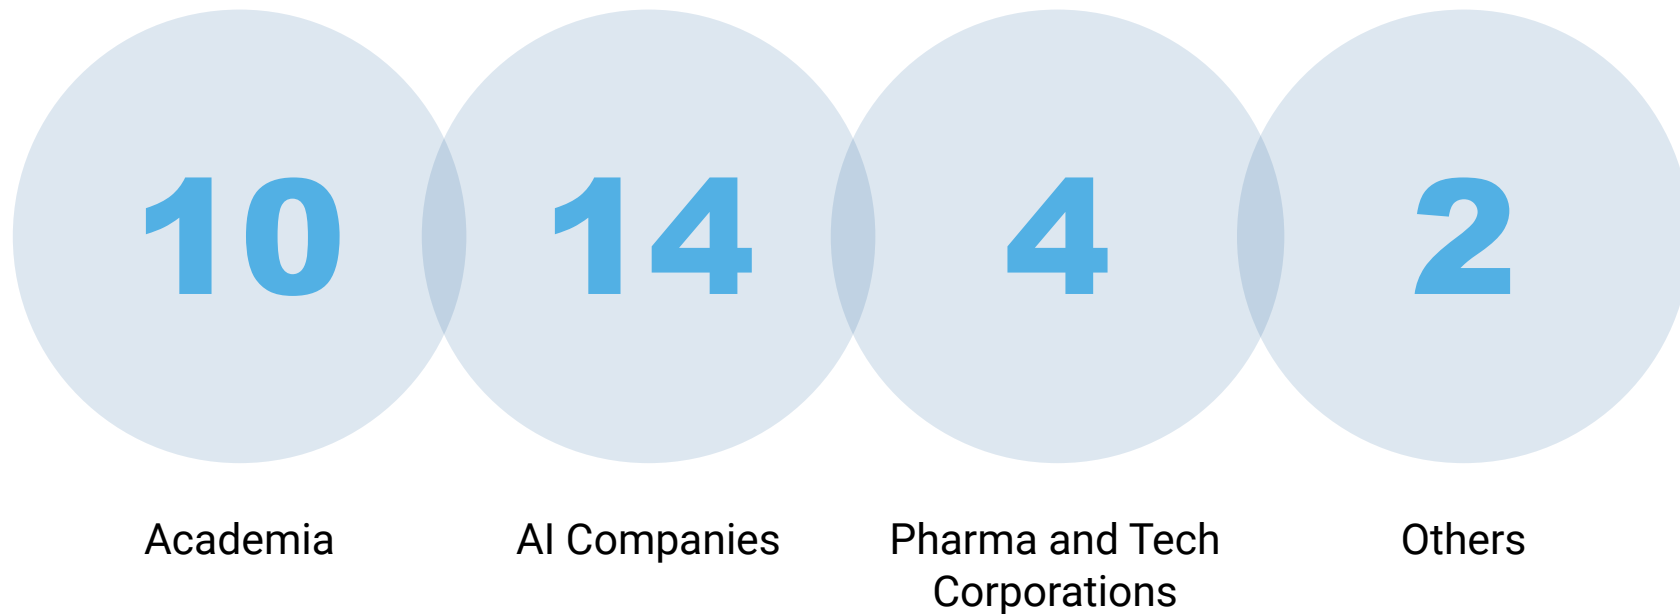 10
14
4
2
Academia
AI Companies
Pharma and Tech
Corporations
Others